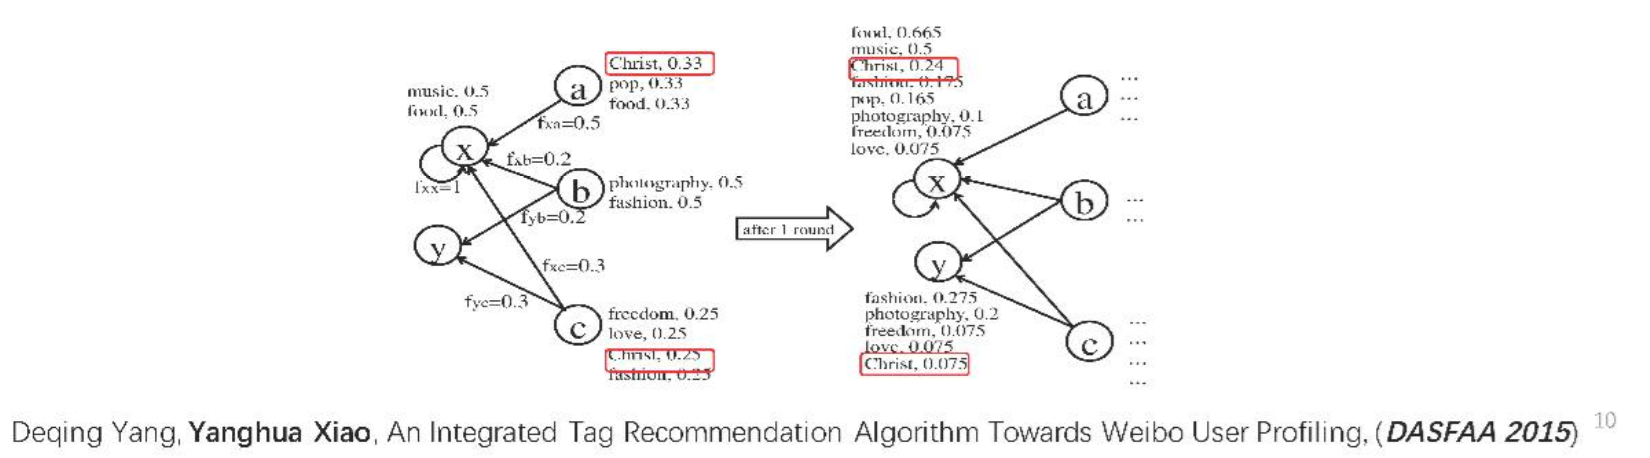 music, 0.5
food, 0.5
a
Christ, 0.33
pop, 0.33
food, 0.33
fxa=0.5
x
fxx=1
fxb=0.2
b
photography, 0.5
fashion, 0.5
fyb=0.2
y
fxc=0.3
fyc=0.3
c
freedom, 0.25
love, 0.25
Christ, 0.25
fashion, 0.25
after 1 round
food, 0.665
music, 0.5
Christ, 0.24
fashion, 0.175
pop, 0.165
photography, 0.1
freedom, 0.075
love, 0.075
a
...
...
...
x
b
...
...
y
fashion, 0.275
photography, 0.2
freedom, 0.075
love, 0.075
Christ, 0.075
c
...
...
...
...
Deqing Yang, Yanghua Xiao, An Integrated Tag Recommendation Algorithm Towards Weibo User Profiling, (DASFAA 2015)
10